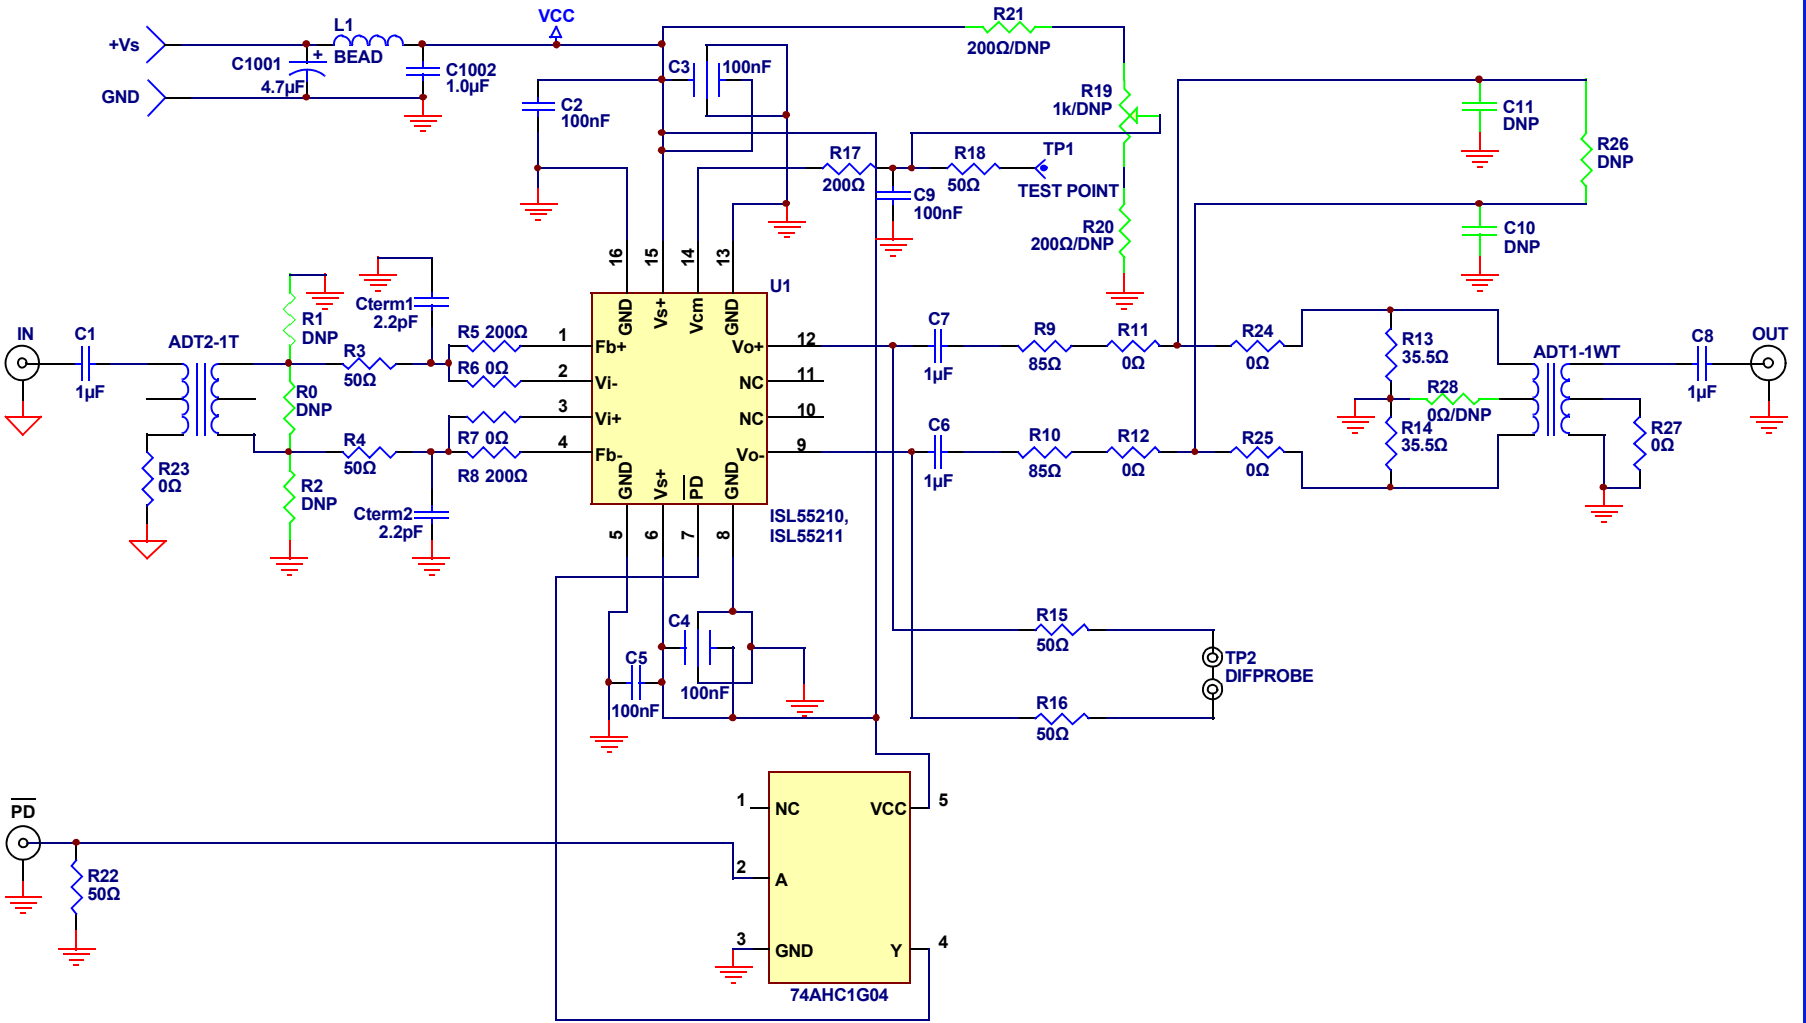 +Vs
GND
C1001
4.7µF
+
L1
BEAD
C1002
1.0µF
VCC
C2
100nF
C3
100nF
R21
200Ω/DNP
R19
1k/DNP
R17
200Ω
R18
50Ω
TP1
TEST POINT
C9
100nF
R20
200Ω/DNP
C11
DNP
R26
DNP
C10
DNP
IN
C1
1µF
ADT2-1T
R23
0Ω
R1
DNP
R0
DNP
R2
DNP
R3
50Ω
R4
50Ω
Cterm1
2.2pF
Cterm2
2.2pF
R5 200Ω
R6 0Ω
R7 0Ω
R8 200Ω
U1
16
15
14
13
GND
Vs+
Vcm
GND
1
Fb+
2
Vi-
3
Vi+
4
Fb-
12
Vo+
11
NC
10
NC
9
Vo-
GND
Vs+
PD
GND
5
6
7
8
ISL55210,
ISL55211
C7
1µF
R9
85Ω
R11
0Ω
R24
0Ω
C6
1µF
R10
85Ω
R12
0Ω
R25
0Ω
R13
35.5Ω
R28
0Ω/DNP
R14
35.5Ω
ADT1-1WT
R27
0Ω
C8
1µF
OUT
C4
100nF
C5
100nF
R15
50Ω
R16
50Ω
TP2
DIFPROBE
PD
R22
50Ω
1
NC
VCC
5
2
A
3
GND
Y
4
74AHC1G04